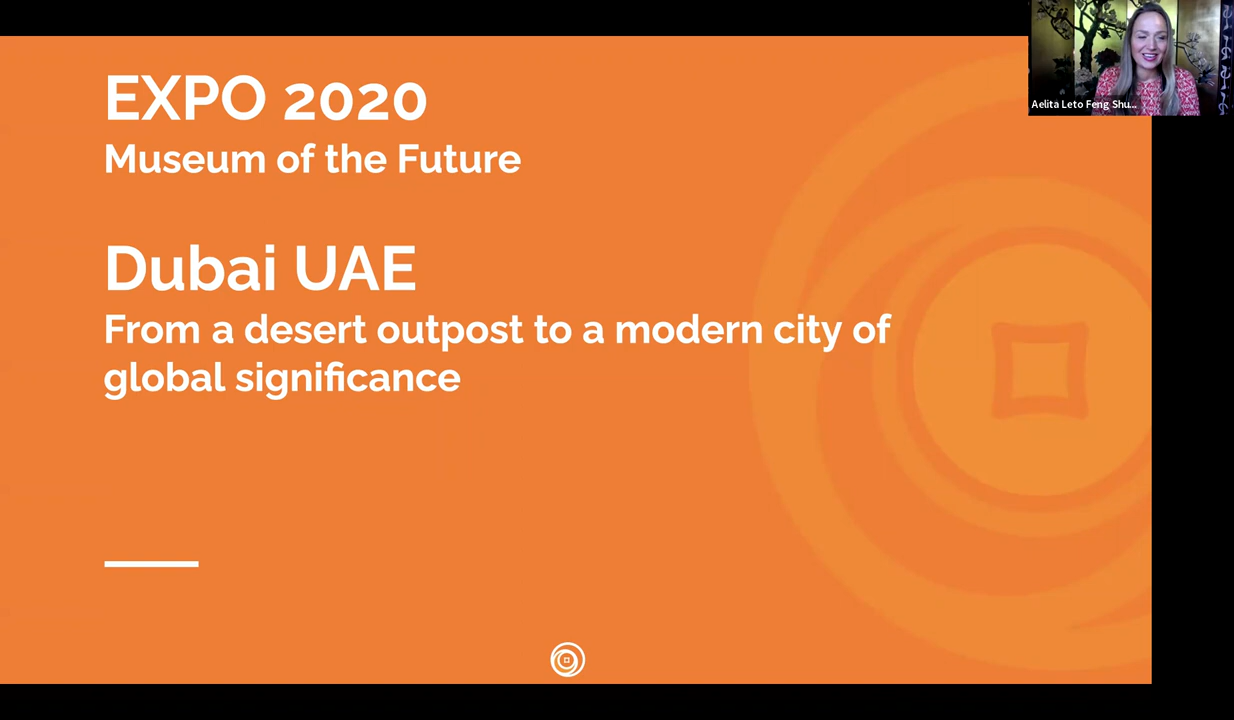 EXPO 2020
Museum of the Future
Dubai UAE
From a desert outpost to a modern city of
global significance
Aelita Leto Feng Shu...